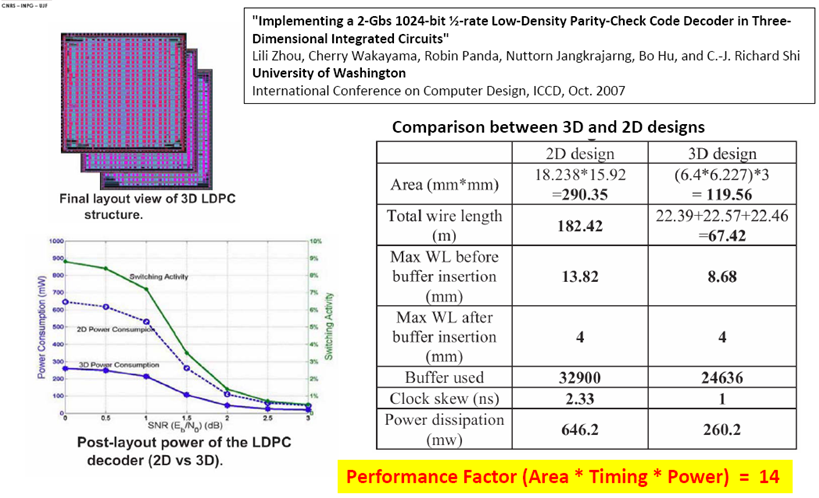 CNRS – INPG – UJF
"Implementing a 2-Gbs 1024-bit ½-rate Low-Density Parity-Check Code Decoder in Three-
Dimensional Integrated Circuits"
Lili Zhou, Cherry Wakayama, Robin Panda, Nuttorn Jangkrajarng, Bo Hu, and C.-J. Richard Shi
University of Washington
International Conference on Computer Design, ICCD, Oct. 2007
Final layout view of 3D LDPC
structure.
Comparison between 3D and 2D designs
2D design 3D design
Area (mm*mm) 18.238*15.92 =290.35 (6.4*6.227)*3 = 119.56
Total wire length (m) 182.42 22.39+22.57+22.46 =67.42
Max WL before buffer insertion (mm) 13.82 8.68
Max WL after buffer insertion (mm) 4 4
Buffer used 32900 24636
Clock skew (ns) 2.33 1
Power dissipation (mw) 646.2 260.2
Power Consumption (mW)
1000
900
800
700
600
500
400
300
200
100
0
Switching Activity
2D Power Consumpion
3D Power Consumption
10%
9%
8%
7%
6%
5%
4%
3%
2%
1%
0
Switching Activity
0 0.5 1 1.5 2 2.5 3
SNR (Eb/N0) (dB)
Post-layout power of the LDPC
decoder (2D vs 3D).
Performance Factor (Area * Timing * Power) = 14